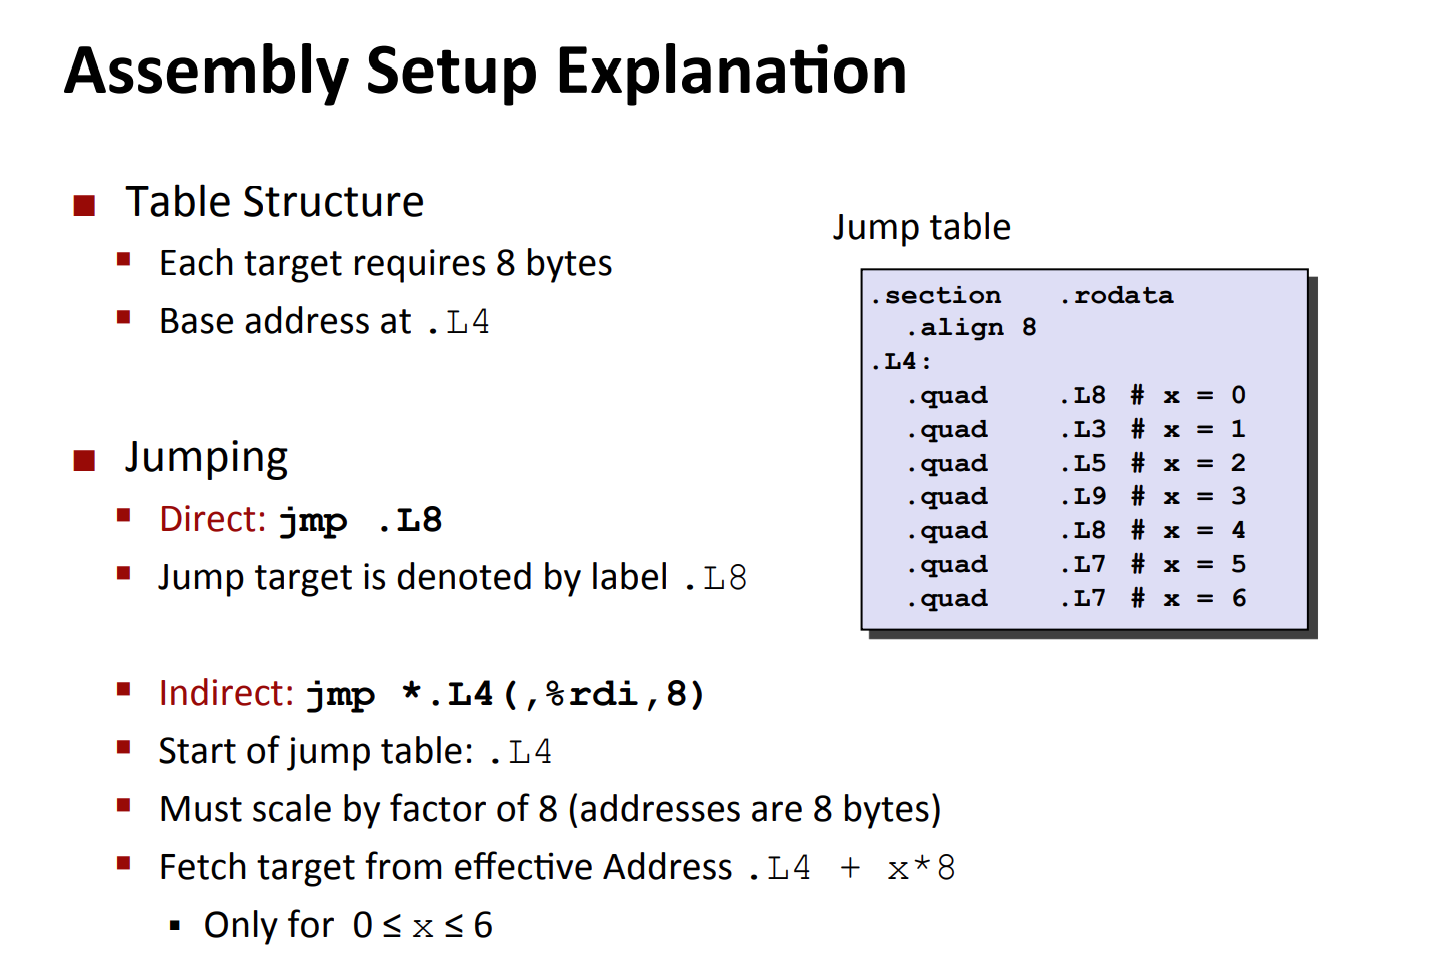 Assembly Setup Explanation
Table Structure
Each target requires 8 bytes
Base address at .L4
Jumping
Direct: jmp .L8
Jump target is denoted by label .L8
Indirect: jmp *.L4(,%rdi,8)
Start of jump table: .L4
Must scale by factor of 8 (addresses are 8 bytes)
Fetch target from effective Address .L4 + x*8
Only for 0 ≤ x ≤ 6
Jump table
.section .rodata
.align 8
.L4:
.quad .L8 # x = 0
.quad .L3 # x = 1
.quad .L5 # x = 2
.quad .L9 # x = 3
.quad .L8 # x = 4
.quad .L7 # x = 5
.quad .L7 # x = 6